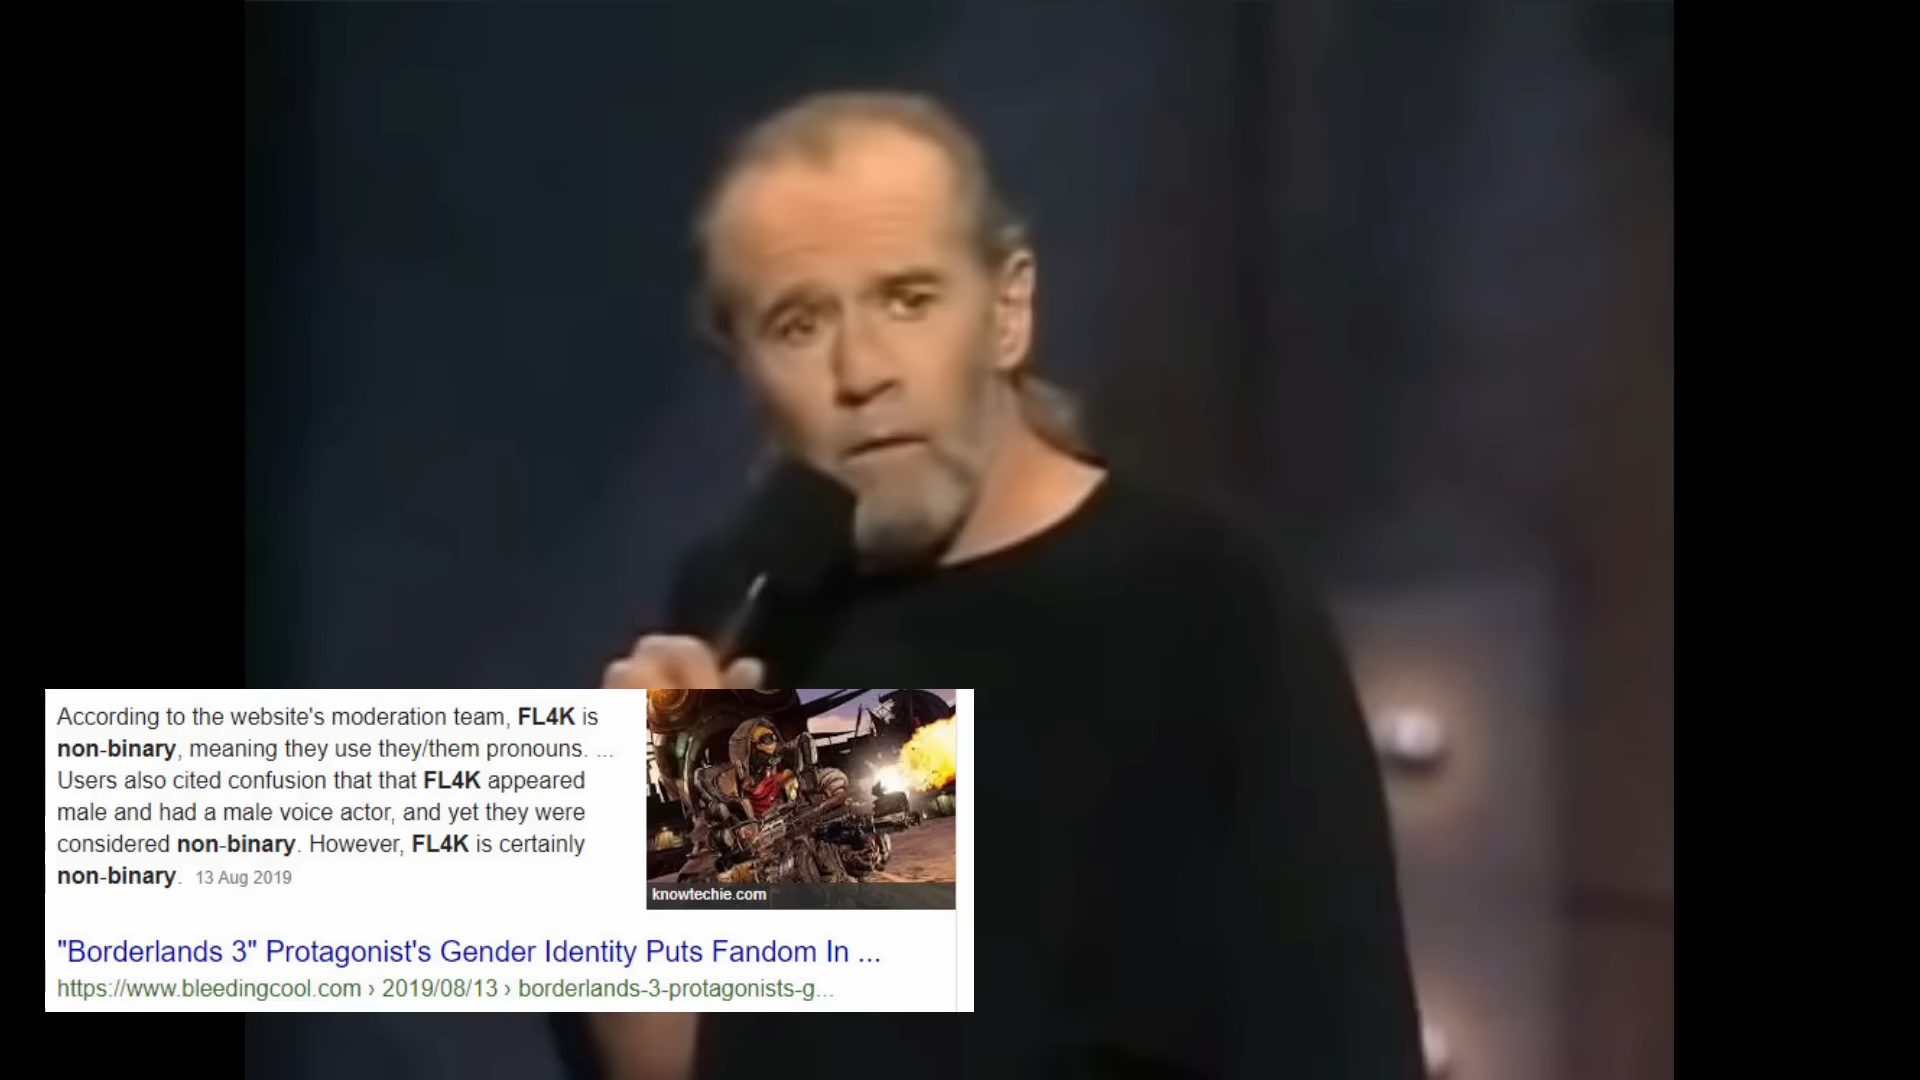 According to the website's moderation team, FL4K is
non-binary, meaning they use they/them pronouns. ...
Users also cited confusion that that FL4K appeared
male and had a male voice actor, and yet they were
considered non-binary. However, FL4K is certainly
non-binary. 13 Aug 2019
knowtechie.com
"Borderlands 3" Protagonist's Gender Identity Puts Fandom In ...
https://www.bleedingcool.com › 2019/08/13 › borderlands-3-protagonists-g...